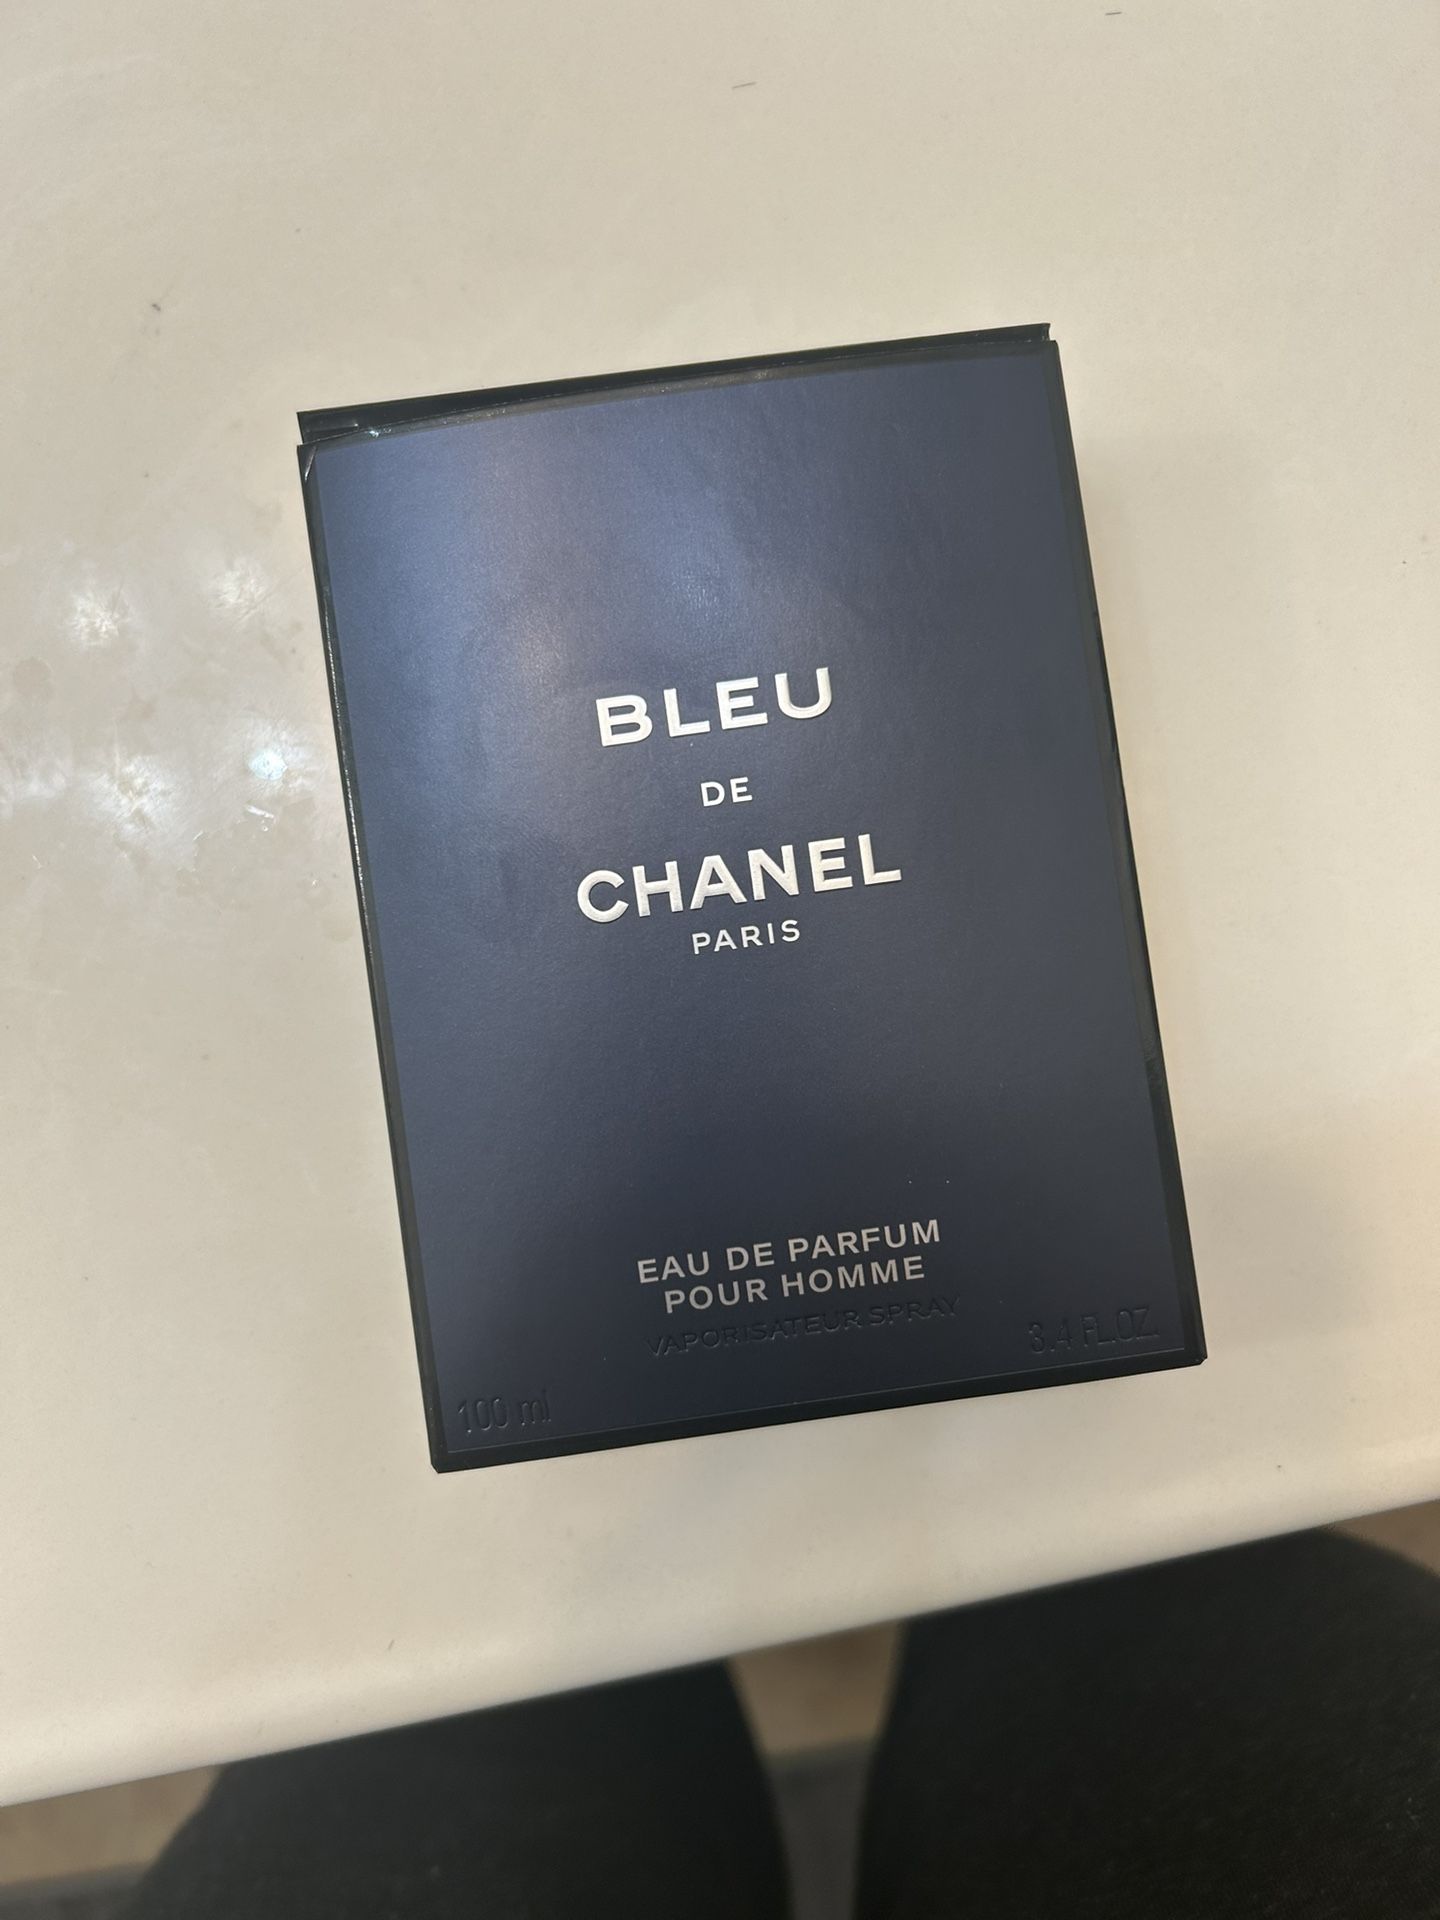 BLEU
DE
CHANEL
PARIS
EAU DE PARFUM
POUR HOMME
VAPORISATEUR SPRAY
100 ml 3.4 FL.OZ.